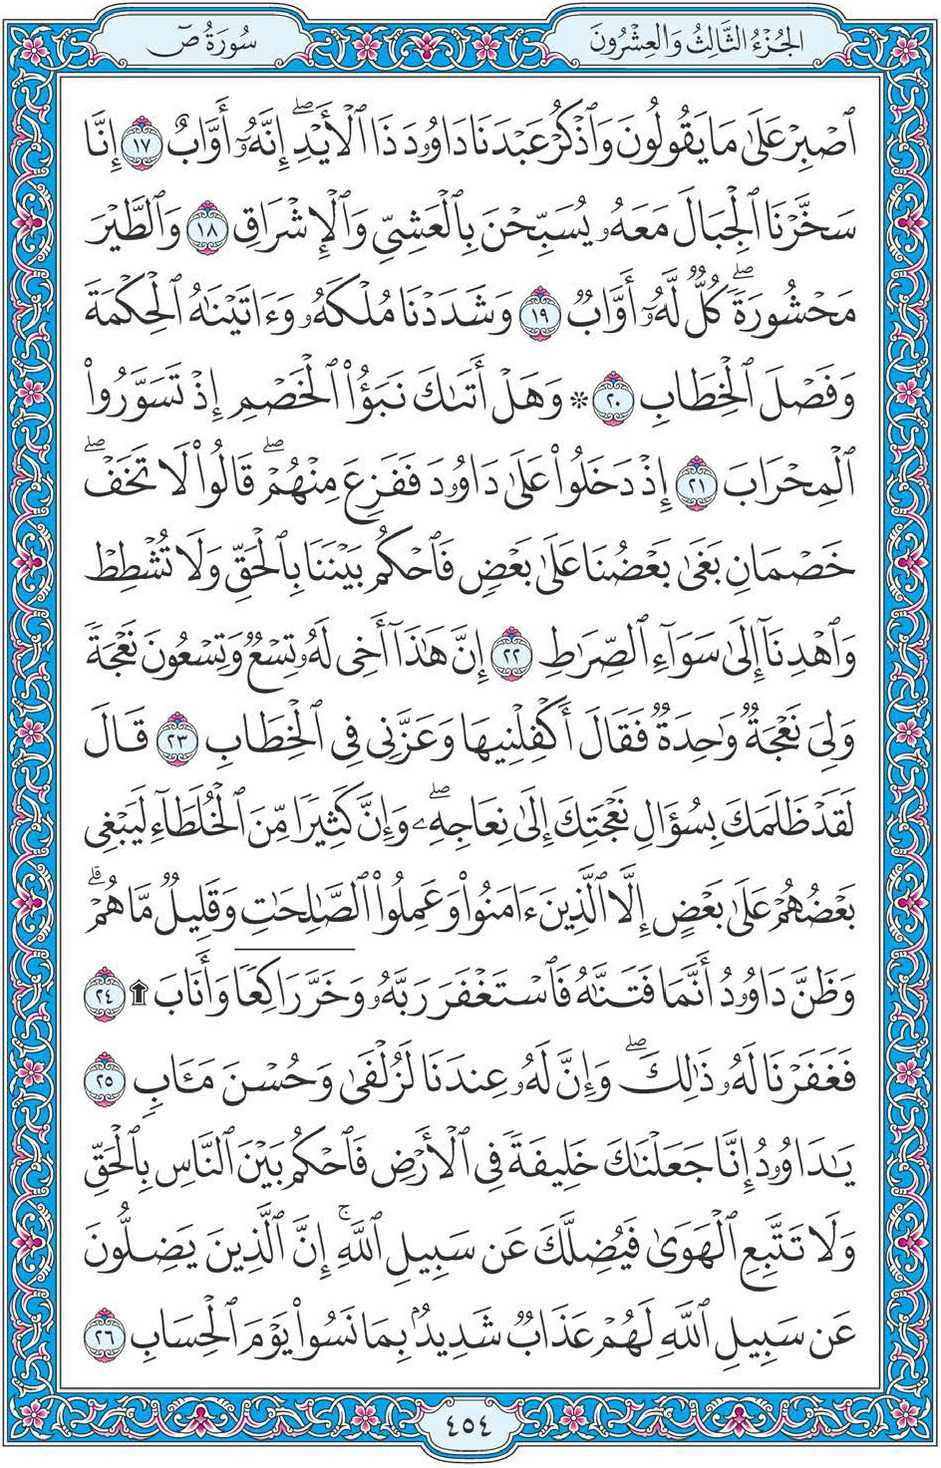 الجُزْءُ الثَّالِثُ وَالعِشْرُونَ
سُورَةُ صٓ
ٱصۡبِرۡ عَلَىٰ مَا يَقُولُونَ وَٱذۡكُرۡ عَبۡدَنَا دَاوُۥدَ ذَا ٱلۡأَيۡدِۖ إِنَّهُۥٓ أَوَّابٌ ١٧ إِنَّا
سَخَّرۡنَا ٱلۡجِبَالَ مَعَهُۥ يُسَبِّحۡنَ بِٱلۡعَشِيِّ وَٱلۡإِشۡرَاقِ ١٨ وَٱلطَّيۡرَ
مَحۡشُورَةٗۖ كُلّٞ لَّهُۥٓ أَوَّابٞ ١٩ وَشَدَدۡنَا مُلۡكَهُۥ وَءَاتَيۡنَٰهُ ٱلۡحِكۡمَةَ
وَفَصۡلَ ٱلۡخِطَابِ ٢٠ ۞ وَهَلۡ أَتَىٰكَ نَبَؤُاْ ٱلۡخَصۡمِ إِذۡ تَسَوَّرُواْ
ٱلۡمِحۡرَابَ ٢١ إِذۡ دَخَلُواْ عَلَىٰ دَاوُۥدَ فَفَزِعَ مِنۡهُمۡۖ قَالُواْ لَا تَخَفۡۖ
خَصۡمَانِ بَغَىٰ بَعۡضُنَا عَلَىٰ بَعۡضٖ فَٱحۡكُم بَيۡنَنَا بِٱلۡحَقِّ وَلَا تُشۡطِطۡ
وَٱهۡدِنَآ إِلَىٰ سَوَآءِ ٱلصِّرَٰطِ ٢٢ إِنَّ هَٰذَآ أَخِي لَهُۥ تِسۡعٞ وَتِسۡعُونَ نَعۡجَةٗ
وَلِيَ نَعۡجَةٞ وَٰحِدَةٞ فَقَالَ أَكۡفِلۡنِيهَا وَعَزَّنِي فِي ٱلۡخِطَابِ ٢٣ قَالَ
لَقَدۡ ظَلَمَكَ بِسُؤَالِ نَعۡجَتِكَ إِلَىٰ نِعَاجِهِۦۖ وَإِنَّ كَثِيرٗا مِّنَ ٱلۡخُلَطَآءِ لَيَبۡغِي
بَعۡضُهُمۡ عَلَىٰ بَعۡضٍ إِلَّا ٱلَّذِينَ ءَامَنُواْ وَعَمِلُواْ ٱلصَّٰلِحَٰتِ وَقَلِيلٞ مَّا هُمۡۗ
وَظَنَّ دَاوُۥدُ أَنَّمَا فَتَنَّٰهُ فَٱسۡتَغۡفَرَ رَبَّهُۥ وَخَرَّۤ رَاكِعٗاۤ وَأَنَابَ ٢٤
فَغَفَرۡنَا لَهُۥ ذَٰلِكَۖ وَإِنَّ لَهُۥ عِندَنَا لَزُلۡفَىٰ وَحُسۡنَ مَـَٔابٖ ٢٥
يَٰدَاوُۥدُ إِنَّا جَعَلۡنَٰكَ خَلِيفَةٗ فِي ٱلۡأَرۡضِ فَٱحۡكُم بَيۡنَ ٱلنَّاسِ بِٱلۡحَقِّ
وَلَا تَتَّبِعِ ٱلۡهَوَىٰ فَيُضِلَّكَ عَن سَبِيلِ ٱللَّهِۚ إِنَّ ٱلَّذِينَ يَضِلُّونَ
عَن سَبِيلِ ٱللَّهِ لَهُمۡ عَذَابٞ شَدِيدُۢ بِمَا نَسُواْ يَوۡمَ ٱلۡحِسَابِ ٢٦
٤٥٤